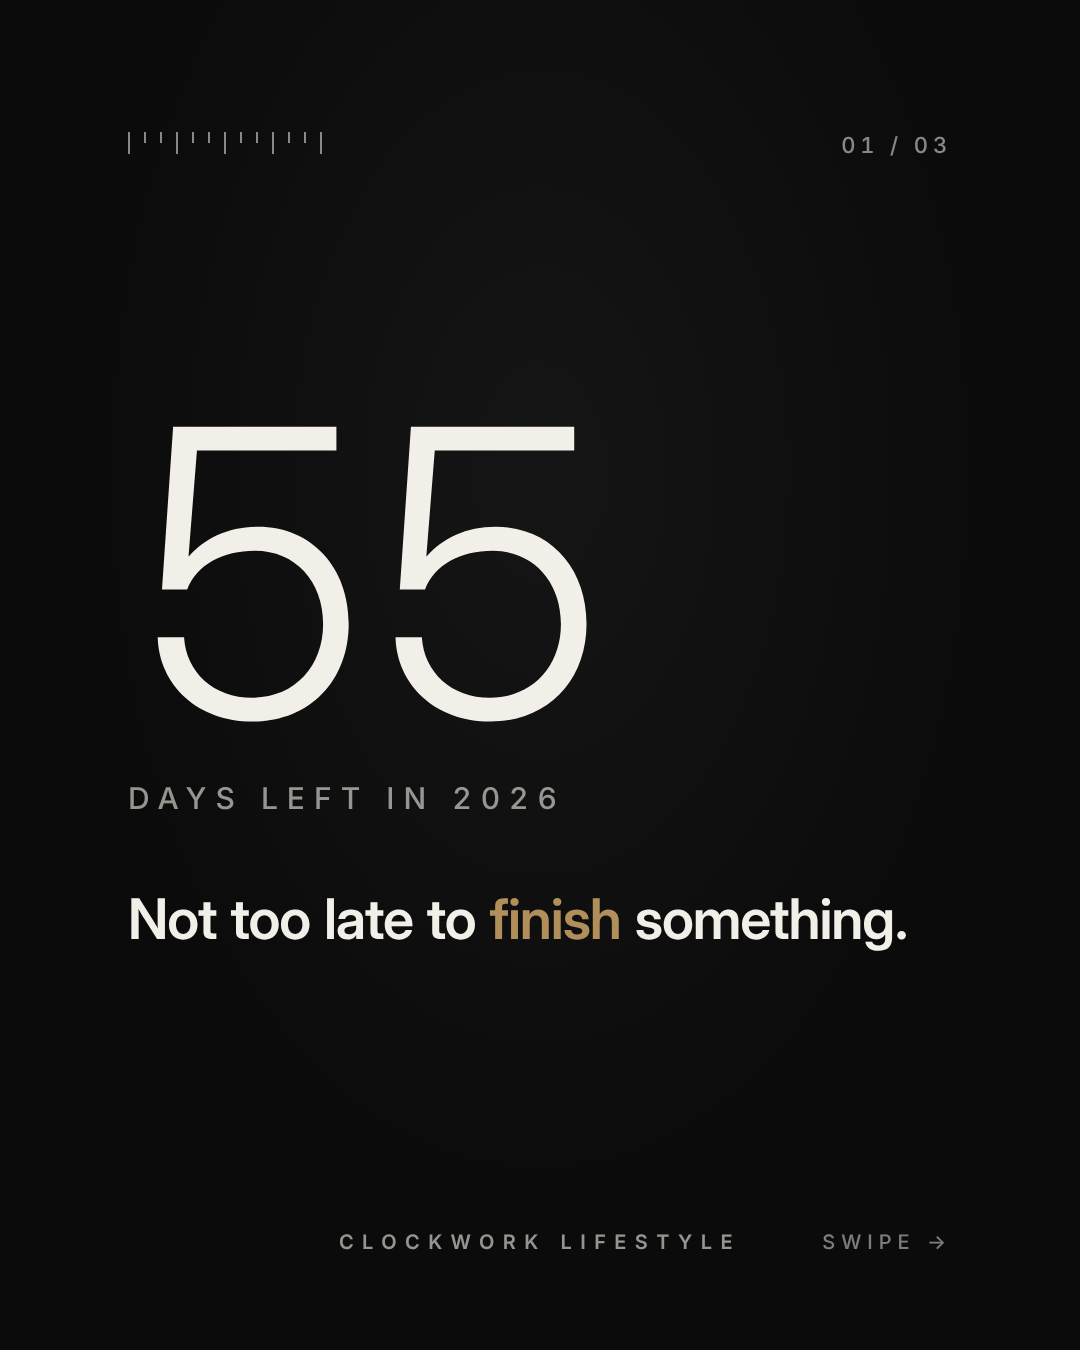 01 / 03
55
DAYS LEFT IN 2026
Not too late to finish something.
CLOCKWORK LIFESTYLE
SWIPE →